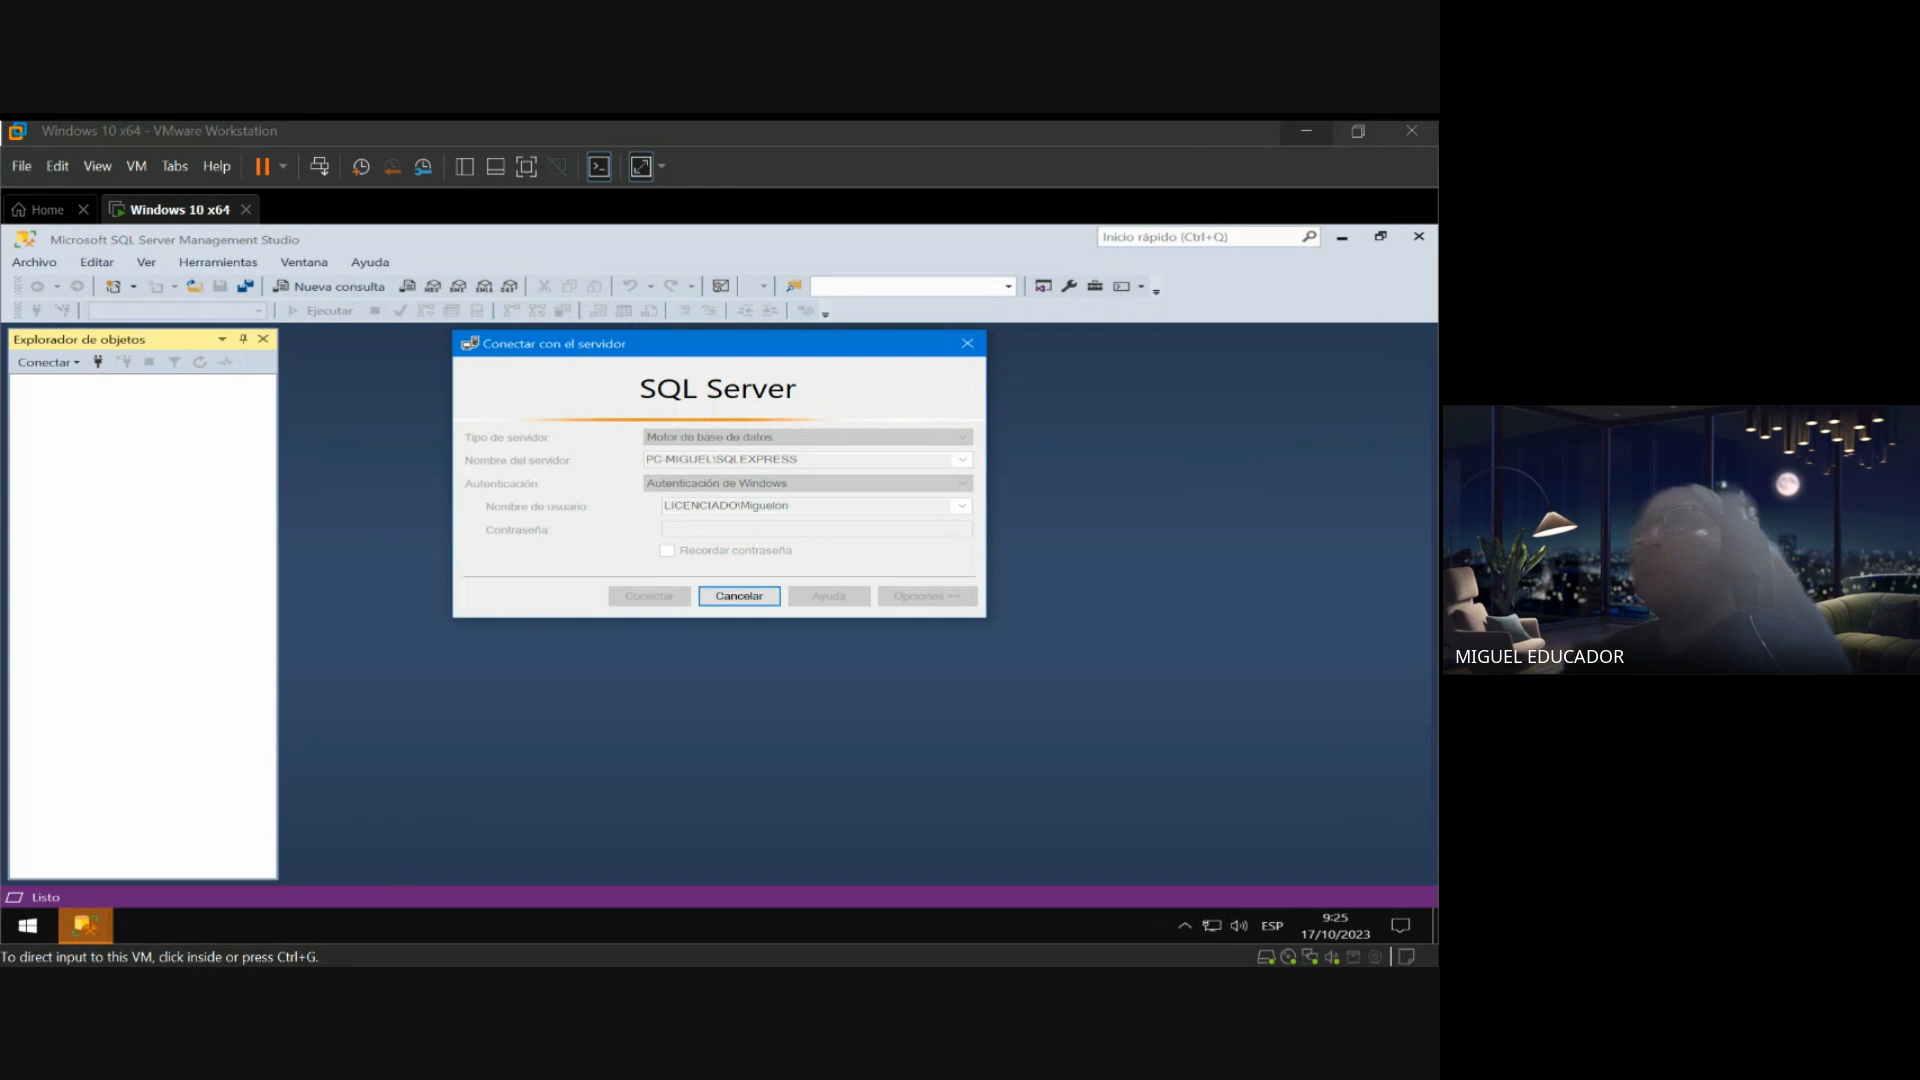 Windows 10 x64 - VMware Workstation
File Edit View VM Tabs Help
Home Windows 10 x64
Microsoft SQL Server Management Studio Inicio rápido (Ctrl+Q)
Archivo Editar Ver Herramientas Ventana Ayuda
Nueva consulta
Ejecutar
Explorador de objetos
Conectar
Conectar con el servidor
SQL Server
Tipo de servidor: Motor de base de datos
Nombre del servidor: PC-MIGUEL\SQLEXPRESS
Autenticación: Autenticación de Windows
Nombre de usuario: LICENCIADO\Miguelon
Contraseña:
Recordar contraseña
Conectar Cancelar Ayuda Opciones >>
MIGUEL EDUCADOR
Listo
ESP 9:25
17/10/2023
To direct input to this VM, click inside or press Ctrl+G.